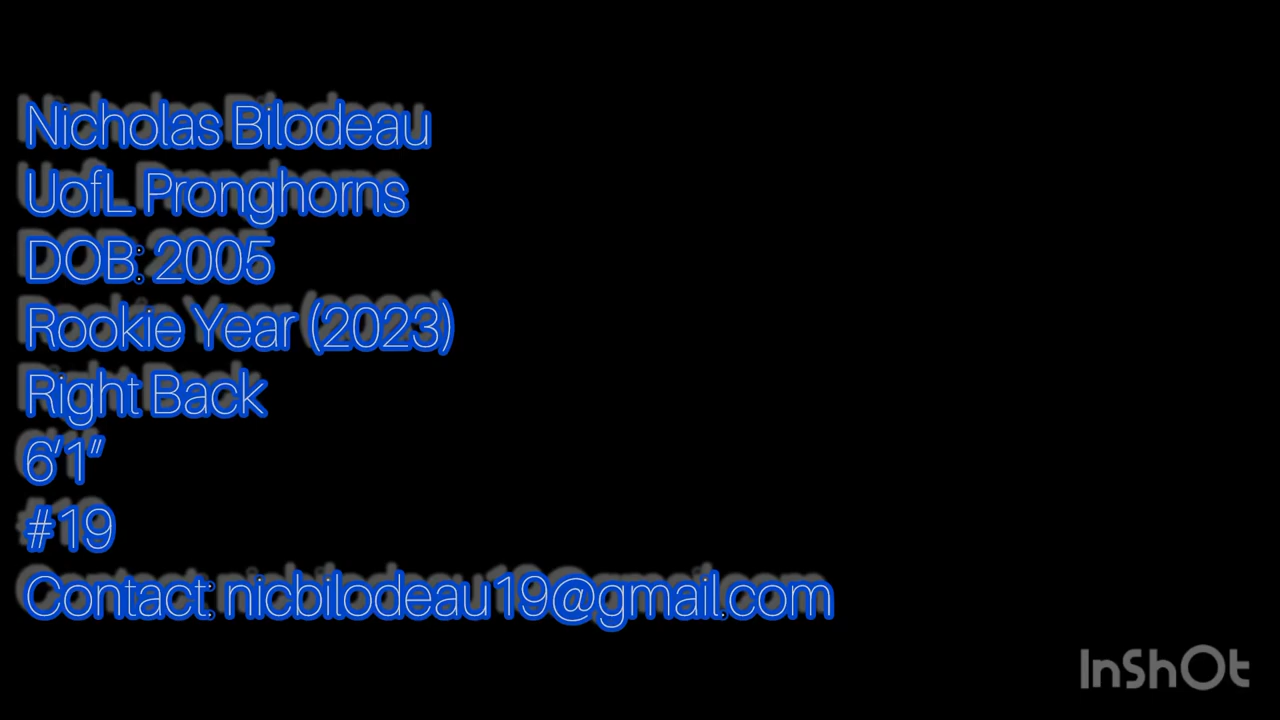 Nicholas Bilodeau
UofL Pronghorns
DOB: 2005
Rookie Year (2023)
Right Back
6'1"
#19
Contact: nicbilodeau19@gmail.com
InShOt